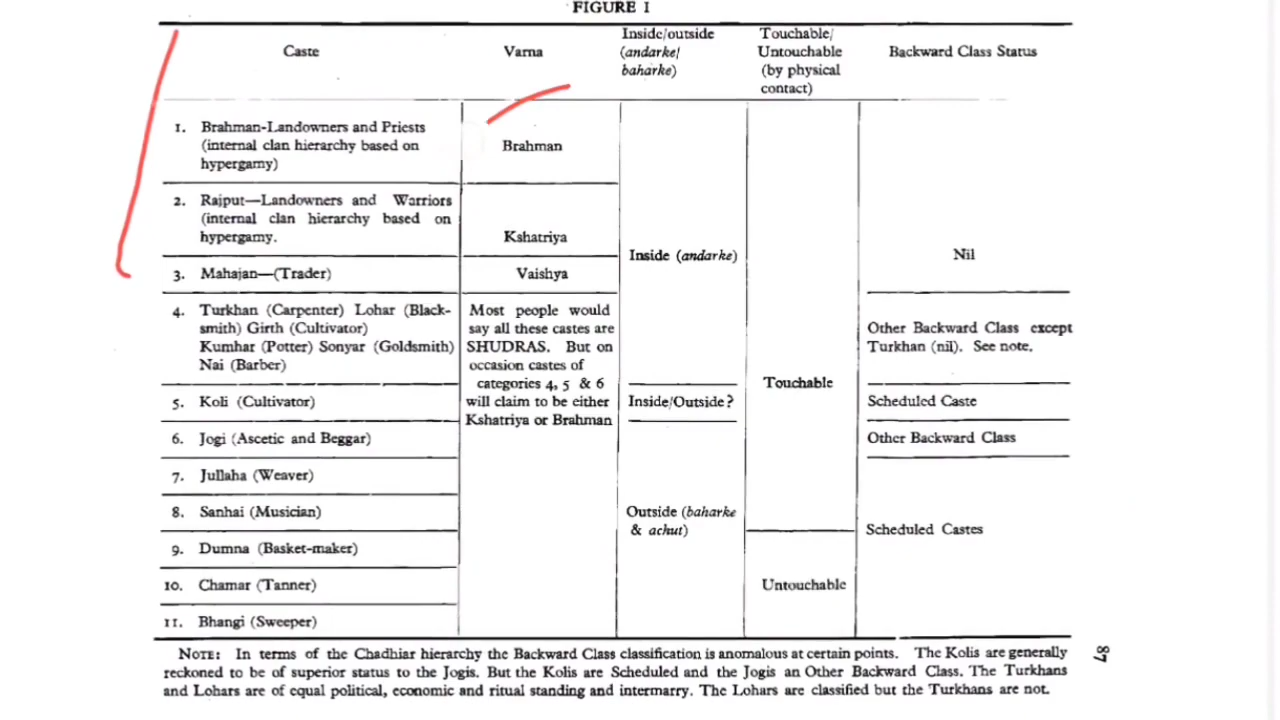 FIGURE I
Caste
Varna
Inside/outside
(andarke/
baharke)
Touchable/
Untouchable
(by physical
contact)
Backward Class Status
1. Brahman-Landowners and Priests
(internal clan hierarchy based on
hypergamy)
Brahman
2. Rajput—Landowners and Warriors
(internal clan hierarchy based on
hypergamy.
Kshatriya
Inside (andarke)
Nil
3. Mahajan—(Trader)
Vaishya
4. Turkhan (Carpenter) Lohar (Black-
smith) Girth (Cultivator)
Kumhar (Potter) Sonyar (Goldsmith)
Nai (Barber)
Most people would
say all these castes are
SHUDRAS. But on
occasion castes of
categories 4, 5 & 6
will claim to be either
Kshatriya or Brahman
Other Backward Class except
Turkhan (nil). See note.
Touchable
5. Koli (Cultivator)
Inside/Outside?
Scheduled Caste
6. Jogi (Ascetic and Beggar)
Other Backward Class
7. Jullaha (Weaver)
8. Sanhai (Musician)
Outside (baharke
& achut)
Scheduled Castes
9. Dumna (Basket-maker)
10. Chamar (Tanner)
Untouchable
11. Bhangi (Sweeper)
NOTE: In terms of the Chadhiar hierarchy the Backward Class classification is anomalous at certain points. The Kolis are generally
reckoned to be of superior status to the Jogis. But the Kolis are Scheduled and the Jogis an Other Backward Class. The Turkhans
and Lohars are of equal political, economic and ritual standing and intermarry. The Lohars are classified but the Turkhans are not.
87